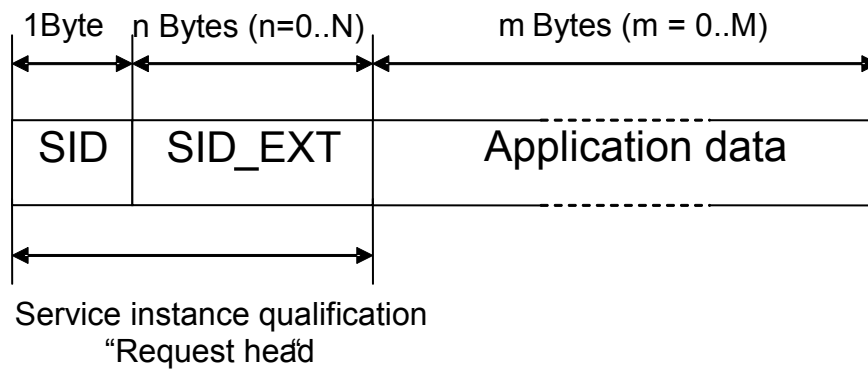 1Byte n Bytes (n=0..N) m Bytes (m = 0..M)
SID SID_EXT Application data
Service instance qualification
“Request head“